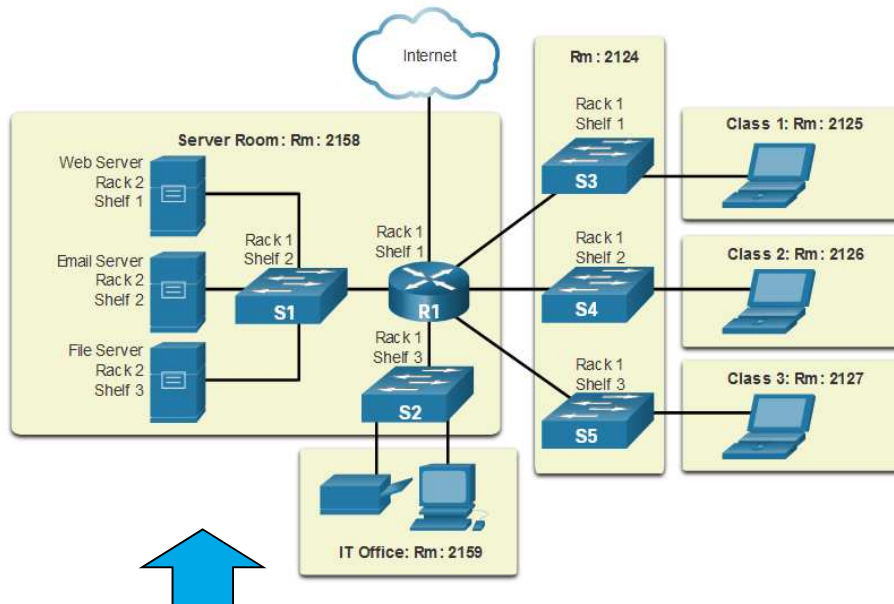 Internet
Rm: 2124
Rack 1
Shelf 1
S3
Class 1: Rm: 2125
Server Room: Rm: 2158
Web Server
Rack 2
Shelf 1
Rack 1
Shelf 2
S1
Rack 1
Shelf 1
R1
Rack 1
Shelf 2
S4
Class 2: Rm: 2126
Email Server
Rack 2
Shelf 2
File Server
Rack 2
Shelf 3
Rack 1
Shelf 3
S2
Rack 1
Shelf 3
S5
Class 3: Rm: 2127
IT Office: Rm: 2159